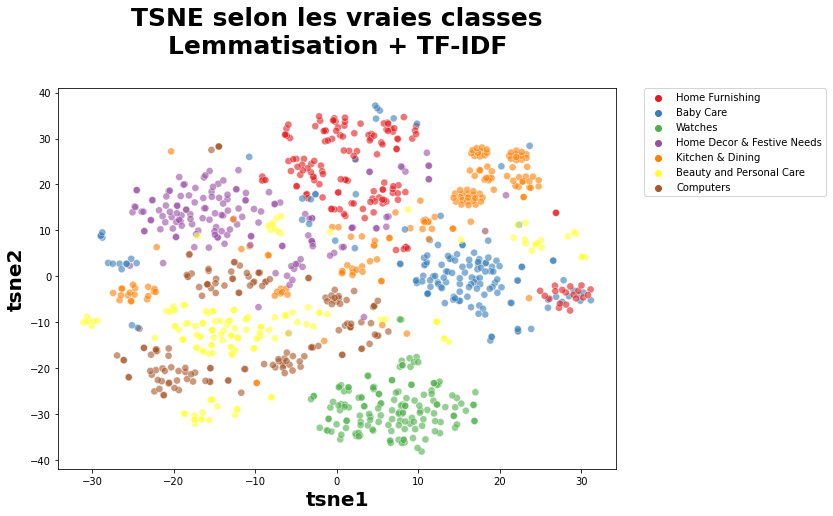 TSNE selon les vraies classes
Lemmatisation + TF-IDF
40
30
20
10
0
−10
−20
−30
−40
tsne2
−30
−20
−10
0
10
20
30
tsne1
Home Furnishing
Baby Care
Watches
Home Decor & Festive Needs
Kitchen & Dining
Beauty and Personal Care
Computers